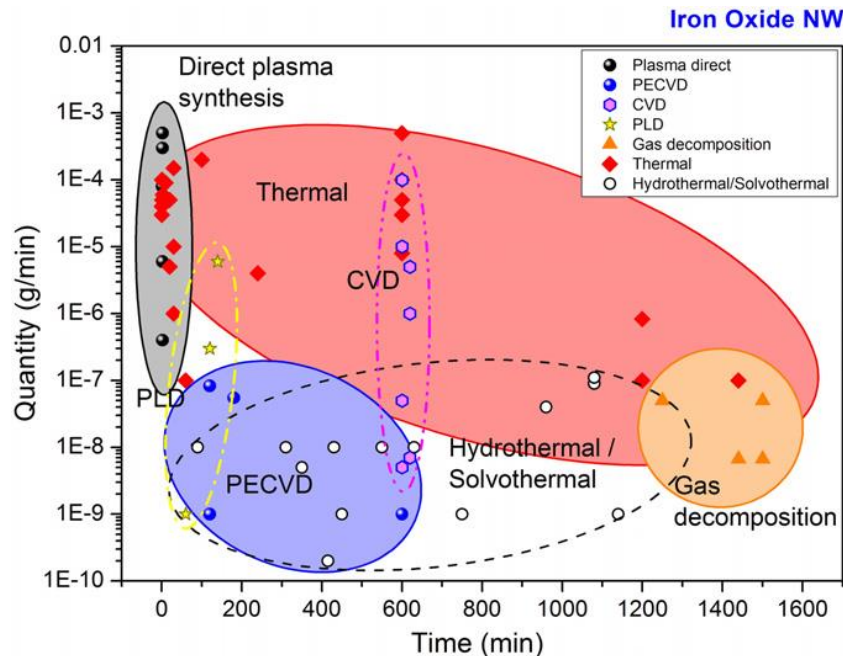 Iron Oxide NW
0.01
1E-3
1E-4
1E-5
1E-6
1E-7
1E-8
1E-9
1E-10
Quantity (g/min)
Direct plasma
synthesis
Thermal
CVD
PLD
PECVD
Hydrothermal /
Solvothermal
Gas
decomposition
Plasma direct
PECVD
CVD
PLD
Gas decomposition
Thermal
Hydrothermal/Solvothermal
0 200 400 600 800 1000 1200 1400 1600
Time (min)